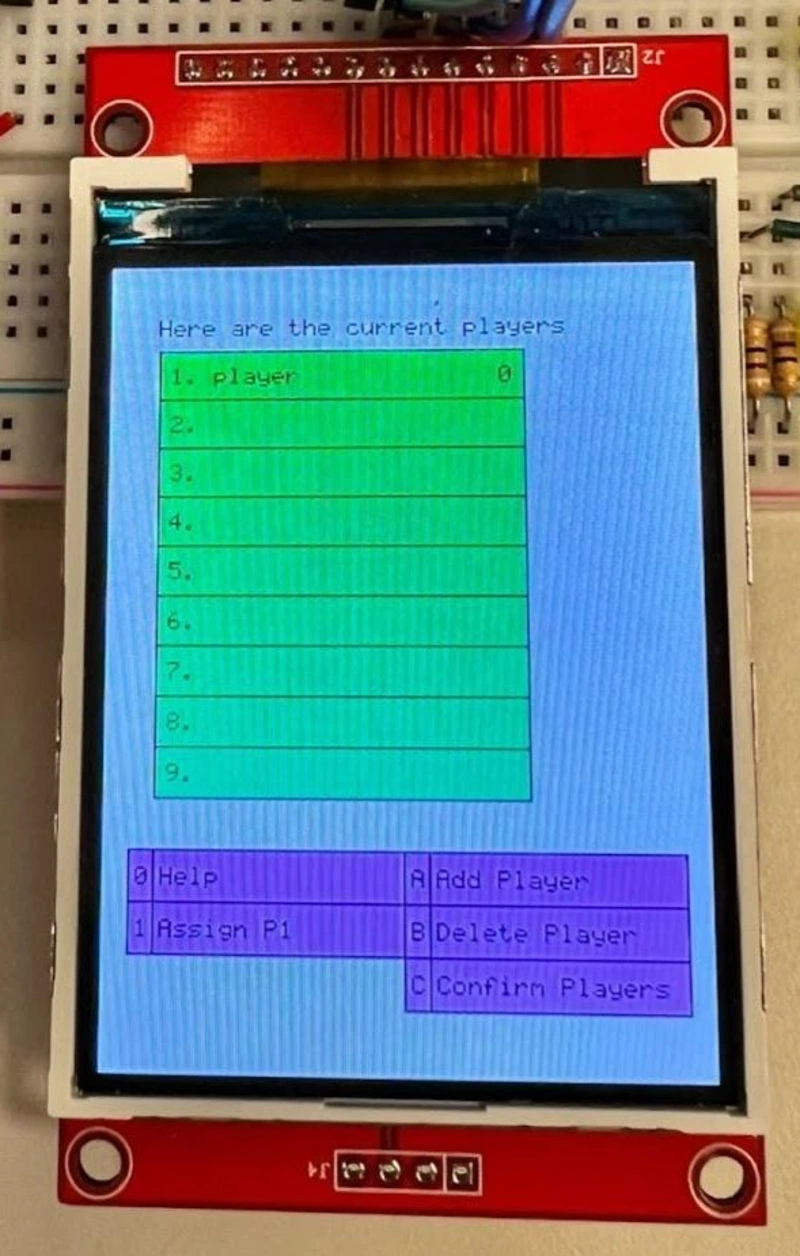 J2
Here are the current players
1. player 0
2.
3.
4.
5.
6.
7.
8.
9.
0 Help A Add Player
1 Assign P1 B Delete Player
C Confirm Players
J4